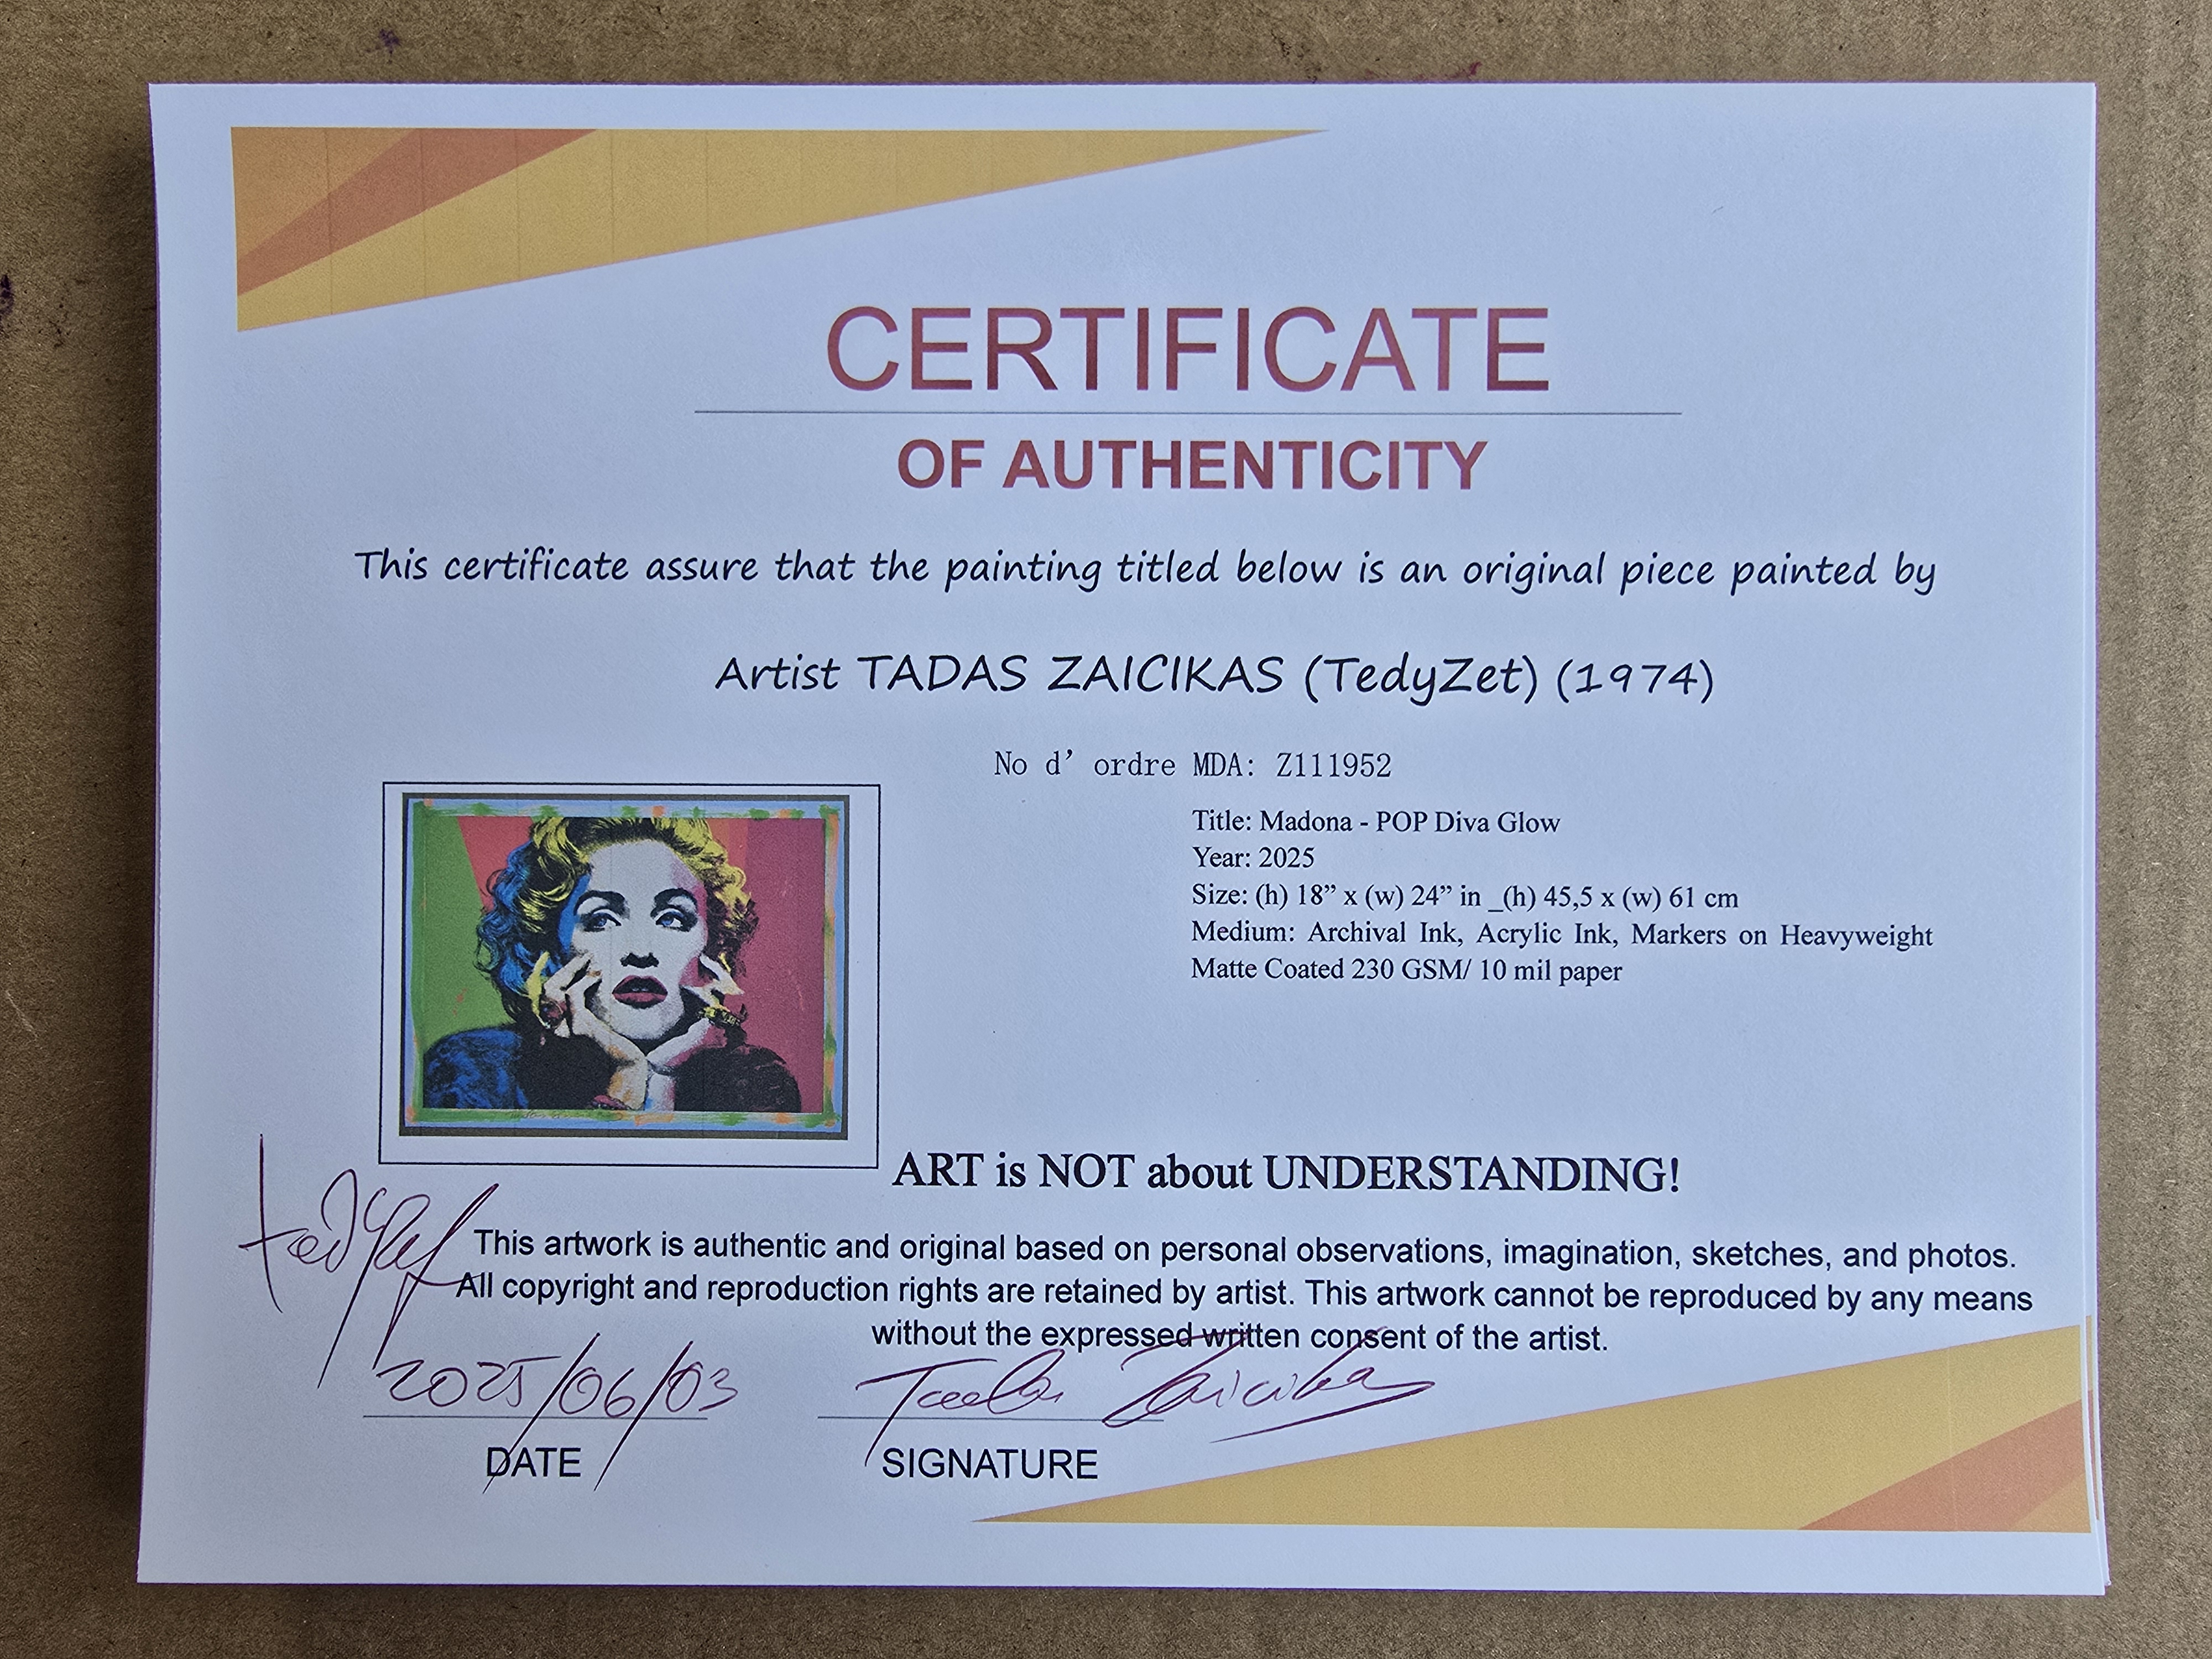 CERTIFICATE
OF AUTHENTICITY
This certificate assure that the painting titled below is an original piece painted by
Artist TADAS ZAICIKAS (TedyZet) (1974)
No d' ordre MDA: Z111952
Title: Madona - POP Diva Glow
Year: 2025
Size: (h) 18” x (w) 24” in _(h) 45,5 x (w) 61 cm
Medium: Archival Ink, Acrylic Ink, Markers on Heavyweight
Matte Coated 230 GSM/ 10 mil paper
ART is NOT about UNDERSTANDING!
This artwork is authentic and original based on personal observations, imagination, sketches, and photos.
All copyright and reproduction rights are retained by artist. This artwork cannot be reproduced by any means
without the expressed written consent of the artist.
2025/06/03
Tadas Zaicikas
DATE
SIGNATURE